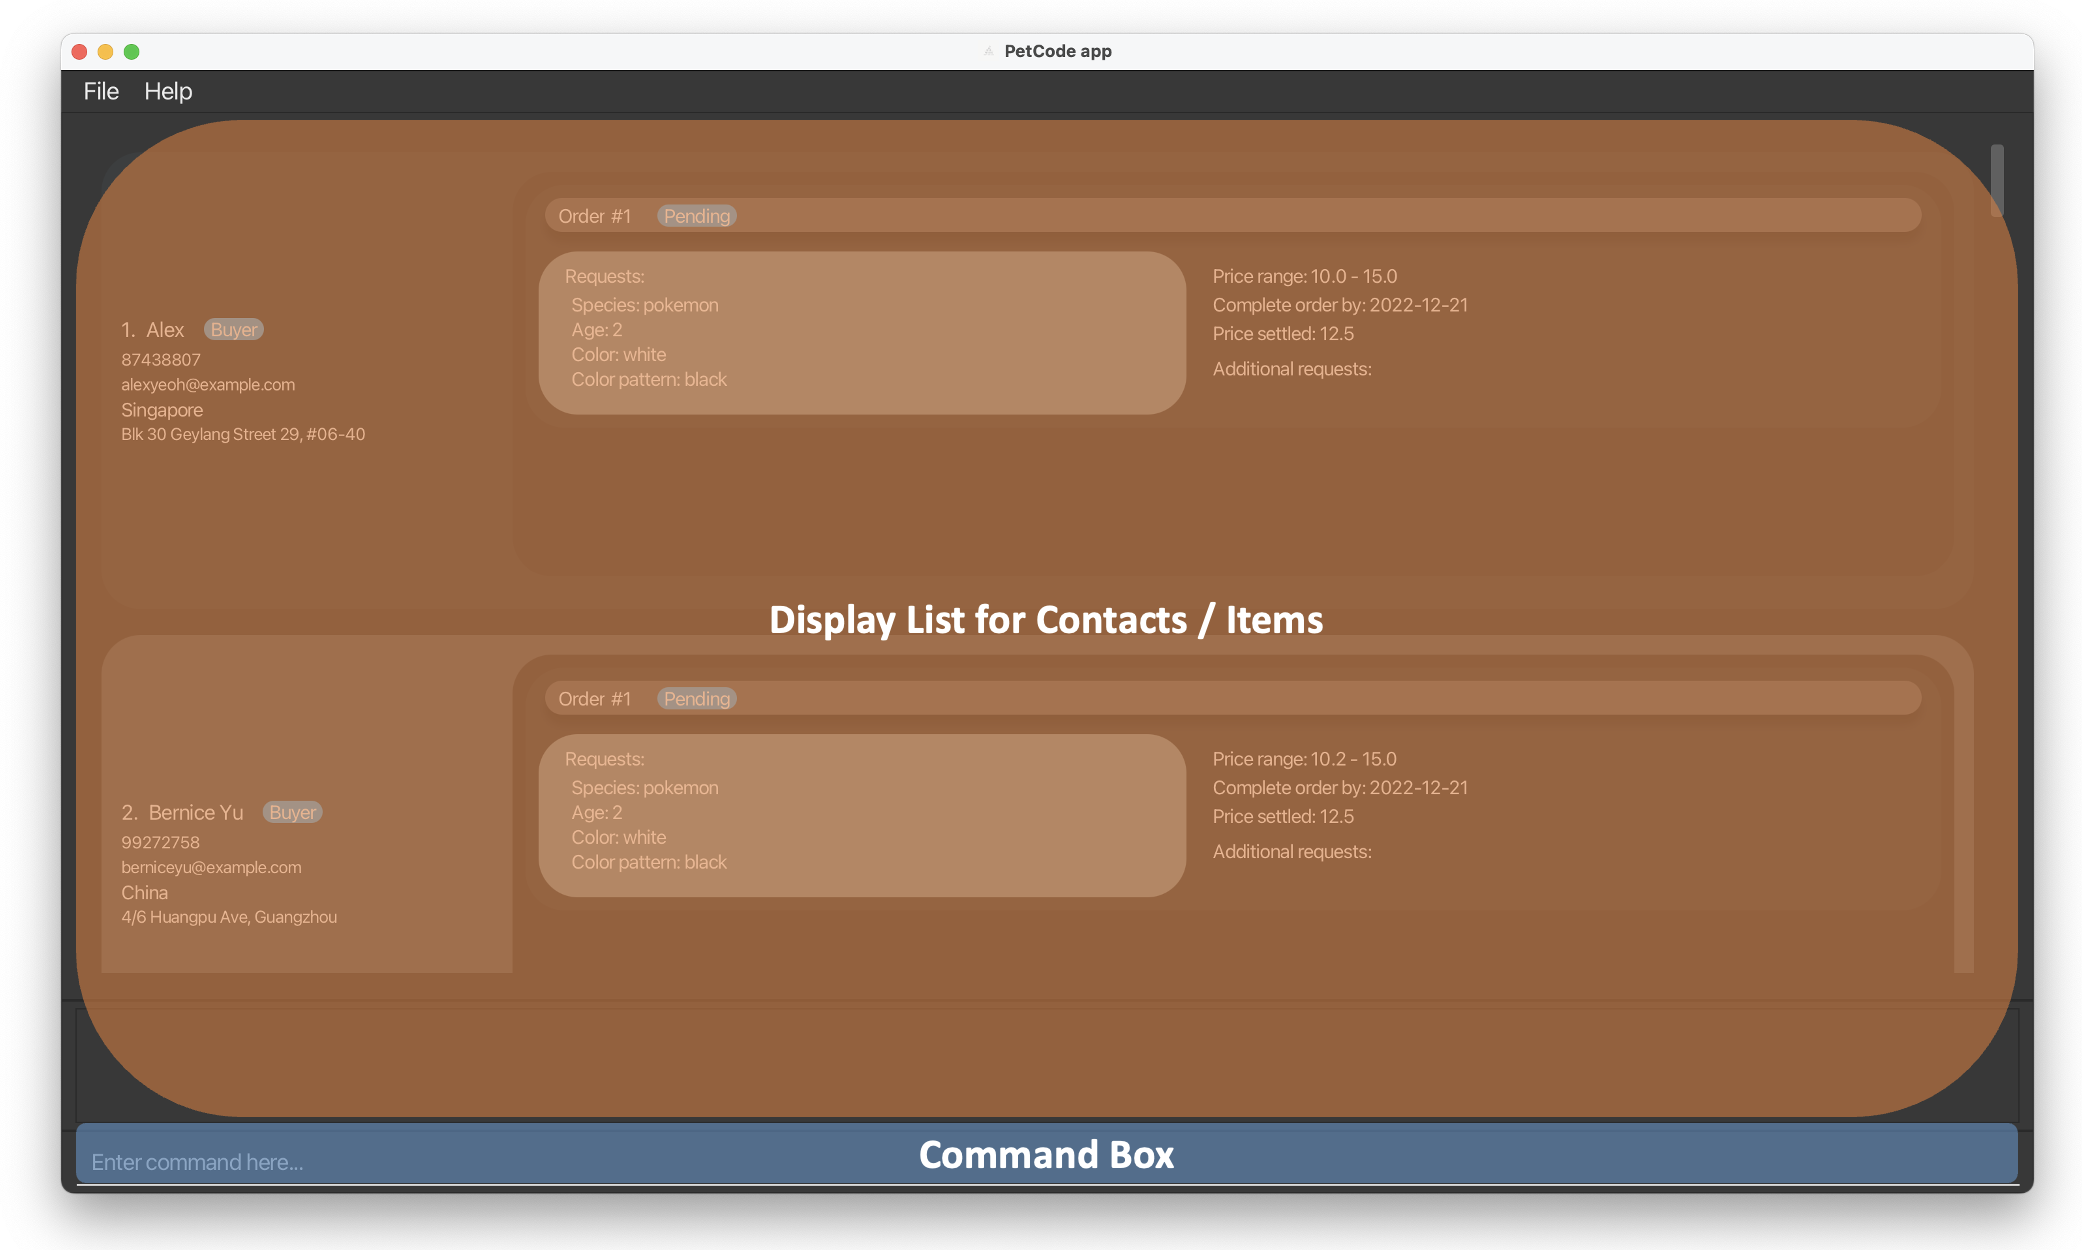 PetCode app
File Help
Order #1 Pending
Requests:
Species: pokemon
Age: 2
Color: white
Color pattern: black
Price range: 10.0 - 15.0
Complete order by: 2022-12-21
Price settled: 12.5
Additional requests:
1. Alex Buyer
87438807
alexyeoh@example.com
Singapore
Blk 30 Geylang Street 29, #06-40
Display List for Contacts / Items
Order #1 Pending
Requests:
Species: pokemon
Age: 2
Color: white
Color pattern: black
Price range: 10.2 - 15.0
Complete order by: 2022-12-21
Price settled: 12.5
Additional requests:
2. Bernice Yu Buyer
99272758
berniceyu@example.com
China
4/6 Huangpu Ave, Guangzhou
Enter command here...
Command Box